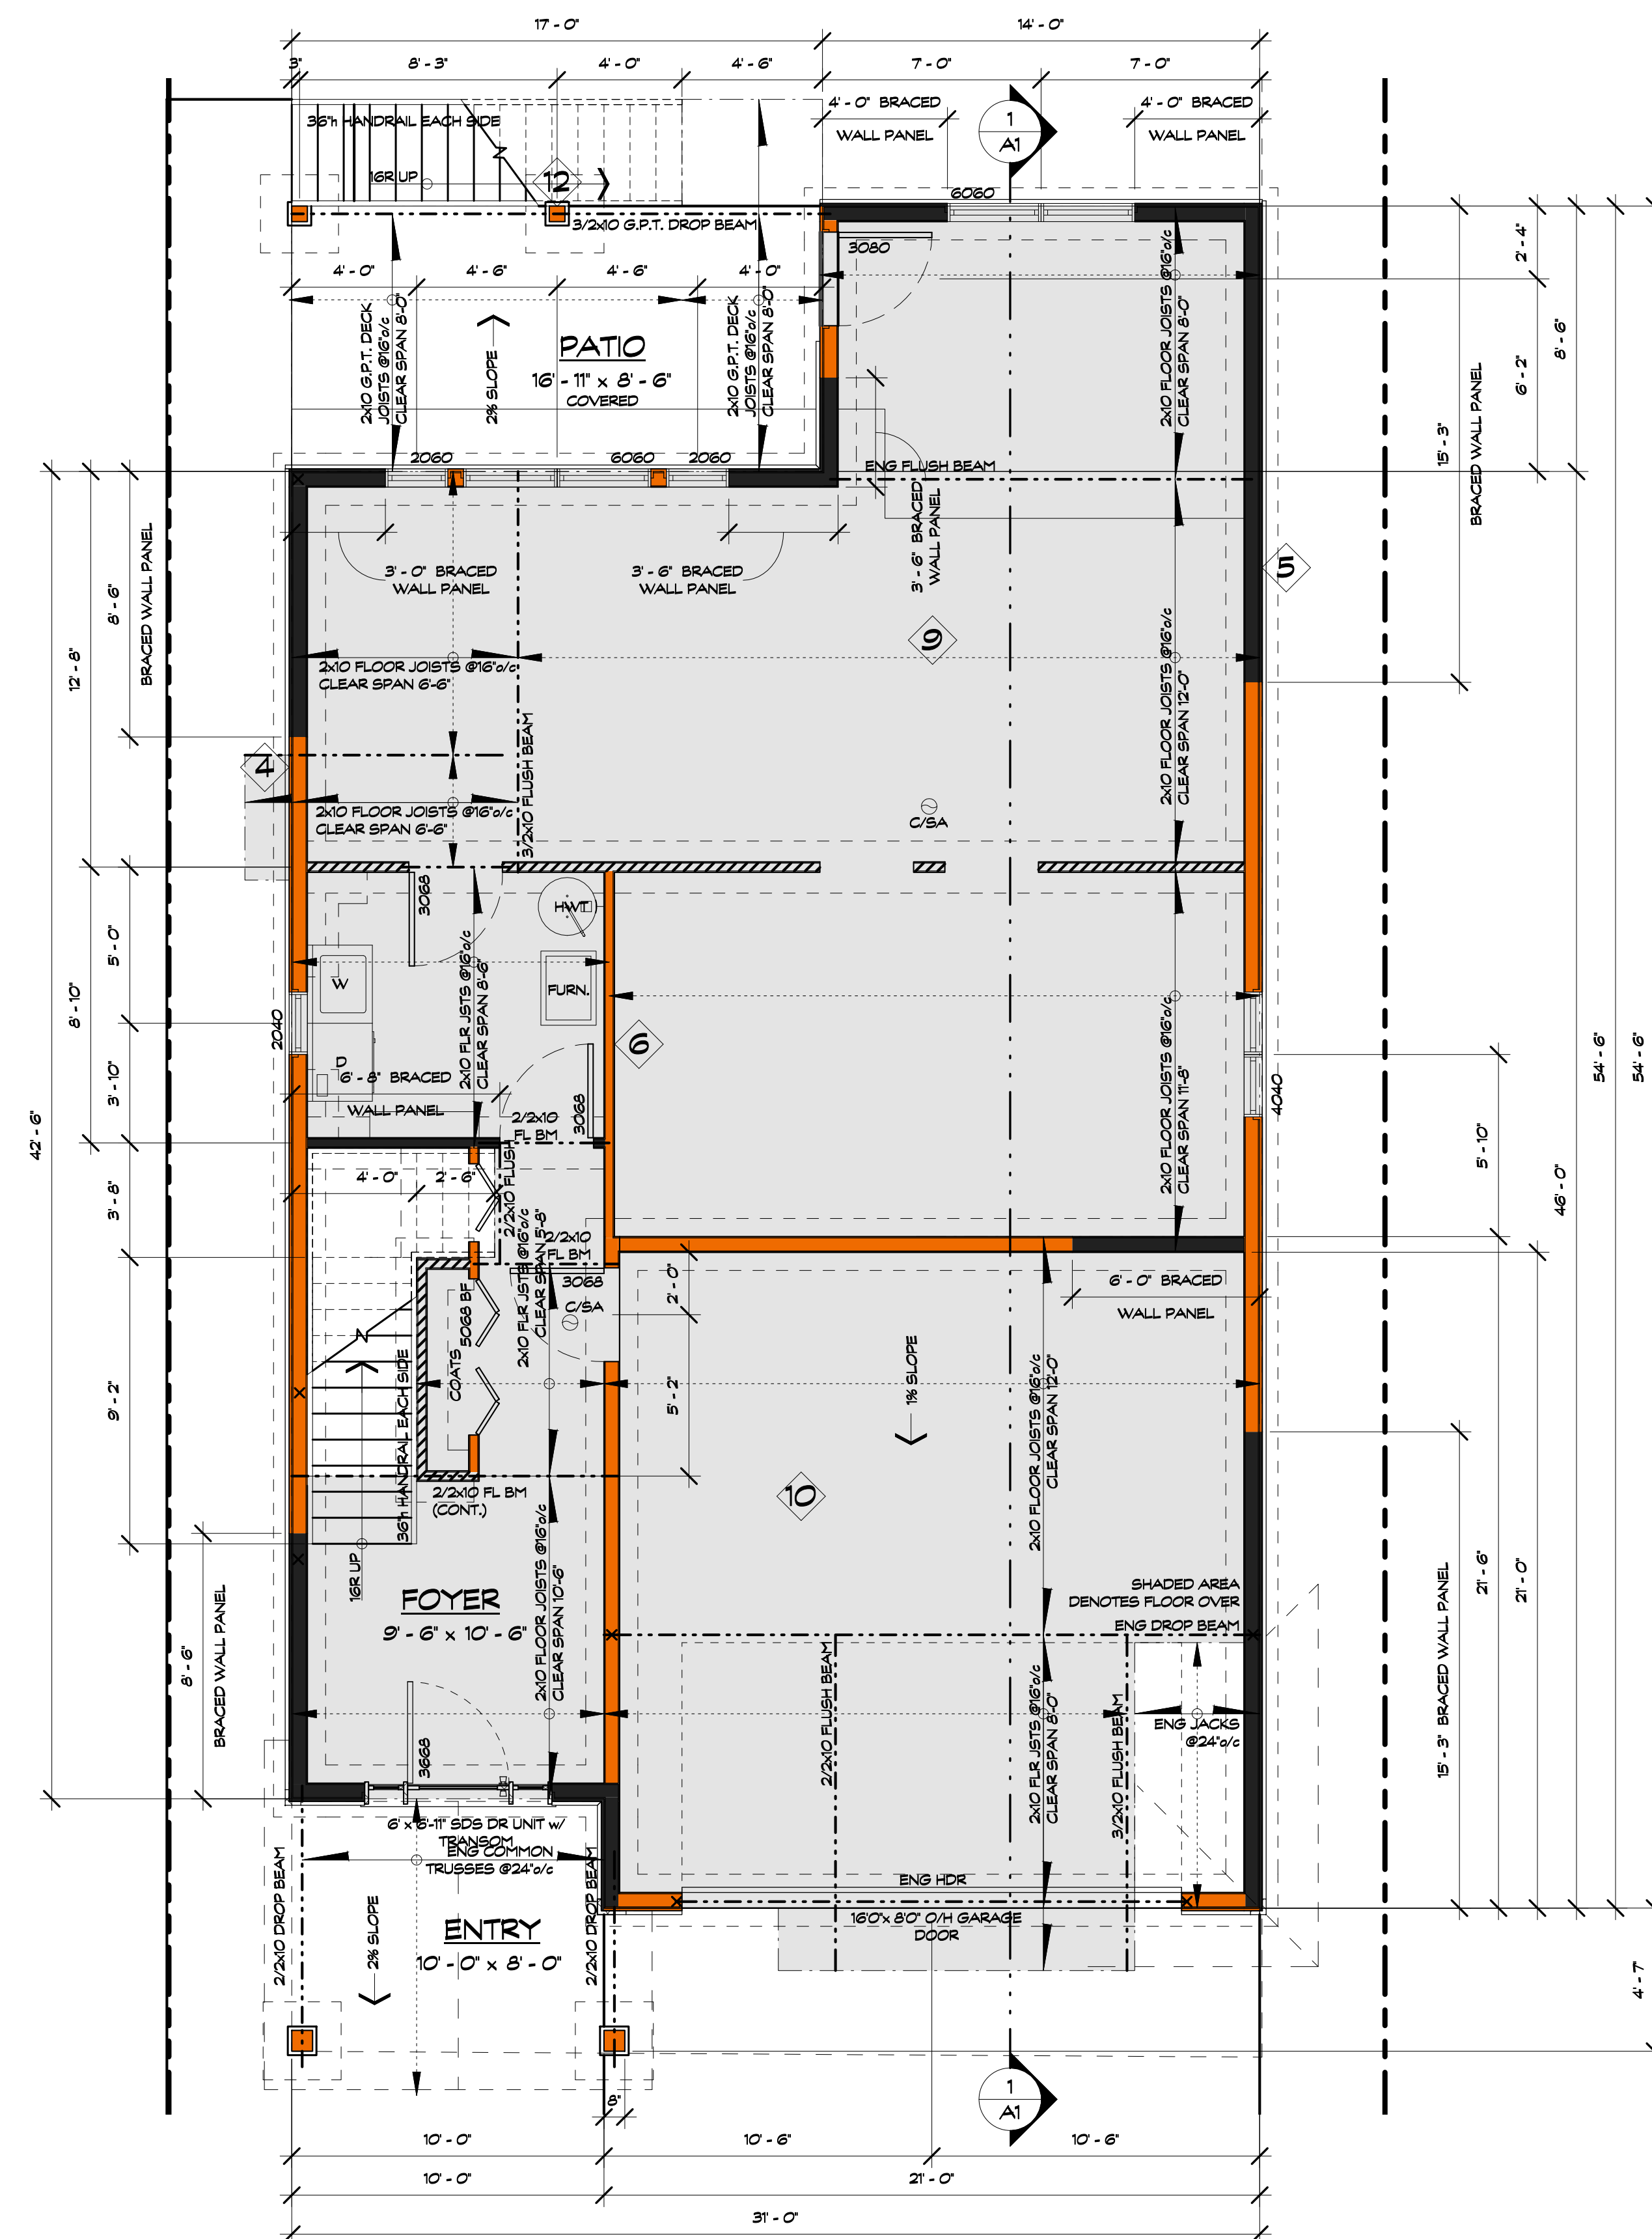 17' - 0"
14' - 0"
3"
8' - 3"
4' - 0"
4' - 6"
7' - 0"
7' - 0"
4' - 0" BRACED
WALL PANEL
1
A1
4' - 0" BRACED
WALL PANEL
36"h HANDRAIL EACH SIDE
16R UP
12
3/2x10 G.P.T. DROP BEAM
6060
3080
4' - 0"
4' - 6"
4' - 6"
4' - 0"
2x10 G.P.T. DECK
JOISTS @16"o/c
CLEAR SPAN 8'-0"
2% SLOPE
PATIO
16' - 11" x 8' - 6"
COVERED
2x10 G.P.T. DECK
JOISTS @16"o/c
CLEAR SPAN 8'-0"
2x10 FLOOR JOISTS @16"o/c
CLEAR SPAN 8'-0"
2' - 4"
6' - 2"
8' - 6"
15' - 3"
BRACED WALL PANEL
2060
6060
2060
ENG FLUSH BEAM
3' - 6" BRACED
WALL PANEL
3' - 0" BRACED
WALL PANEL
3' - 6" BRACED
WALL PANEL
5
9
8' - 6"
BRACED WALL PANEL
12' - 8"
2x10 FLOOR JOISTS @16"o/c
CLEAR SPAN 6'-6"
2x10 FLOOR JOISTS @16"o/c
CLEAR SPAN 12'-0"
3/2x10 FLUSH BEAM
4
2x10 FLOOR JOISTS @16"o/c
CLEAR SPAN 6'-6"
C/SA
3068
HWT
W
FURN.
D
2040
5' - 0"
8' - 10"
3' - 10"
2x10 FLR JSTS @16"o/c
CLEAR SPAN 8'-6"
6
6' - 8" BRACED
WALL PANEL
3068
2/2x10
FL BM
2x10 FLOOR JOISTS @16"o/c
CLEAR SPAN 11'-8"
4040
5' - 10"
46' - 0"
54' - 6"
54' - 6"
42' - 6"
3' - 8"
4' - 0"
2' - 6"
2/2x10 FLUSH
2x10 FLR JSTS @16"o/c
CLEAR SPAN 5'-8"
2/2x10
FL BM
3068
C/SA
2' - 0"
5' - 2"
6' - 0" BRACED
WALL PANEL
5068 BF
COATS
36"h HANDRAIL EACH SIDE
9' - 2"
1% SLOPE
2x10 FLOOR JOISTS @16"o/c
CLEAR SPAN 12'-0"
10
2/2x10 FL BM
(CONT.)
16R UP
FOYER
9' - 6" x 10' - 6"
2x10 FLOOR JOISTS @16"o/c
CLEAR SPAN 10'-6"
SHADED AREA
DENOTES FLOOR OVER
ENG DROP BEAM
8' - 6"
BRACED WALL PANEL
15' - 3" BRACED WALL PANEL
21' - 6"
21' - 0"
3668
2/2x10 FLUSH BEAM
2x10 FLR JSTS @16"o/c
CLEAR SPAN 8'-0"
3/2x10 FLUSH BEAM
ENG JACKS
@24"o/c
6' x 6'-11" SDS DR UNIT w/
TRANSOM
ENG COMMON
TRUSSES @24"o/c
ENG HDR
16'0"x 8'0" O/H GARAGE
DOOR
2/2x10 DROP BEAM
2/2x10 DROP BEAM
2% SLOPE
ENTRY
10' - 0" x 8' - 0"
4' - 7"
8"
1
A1
10' - 0"
10' - 6"
10' - 6"
10' - 0"
21' - 0"
31' - 0"